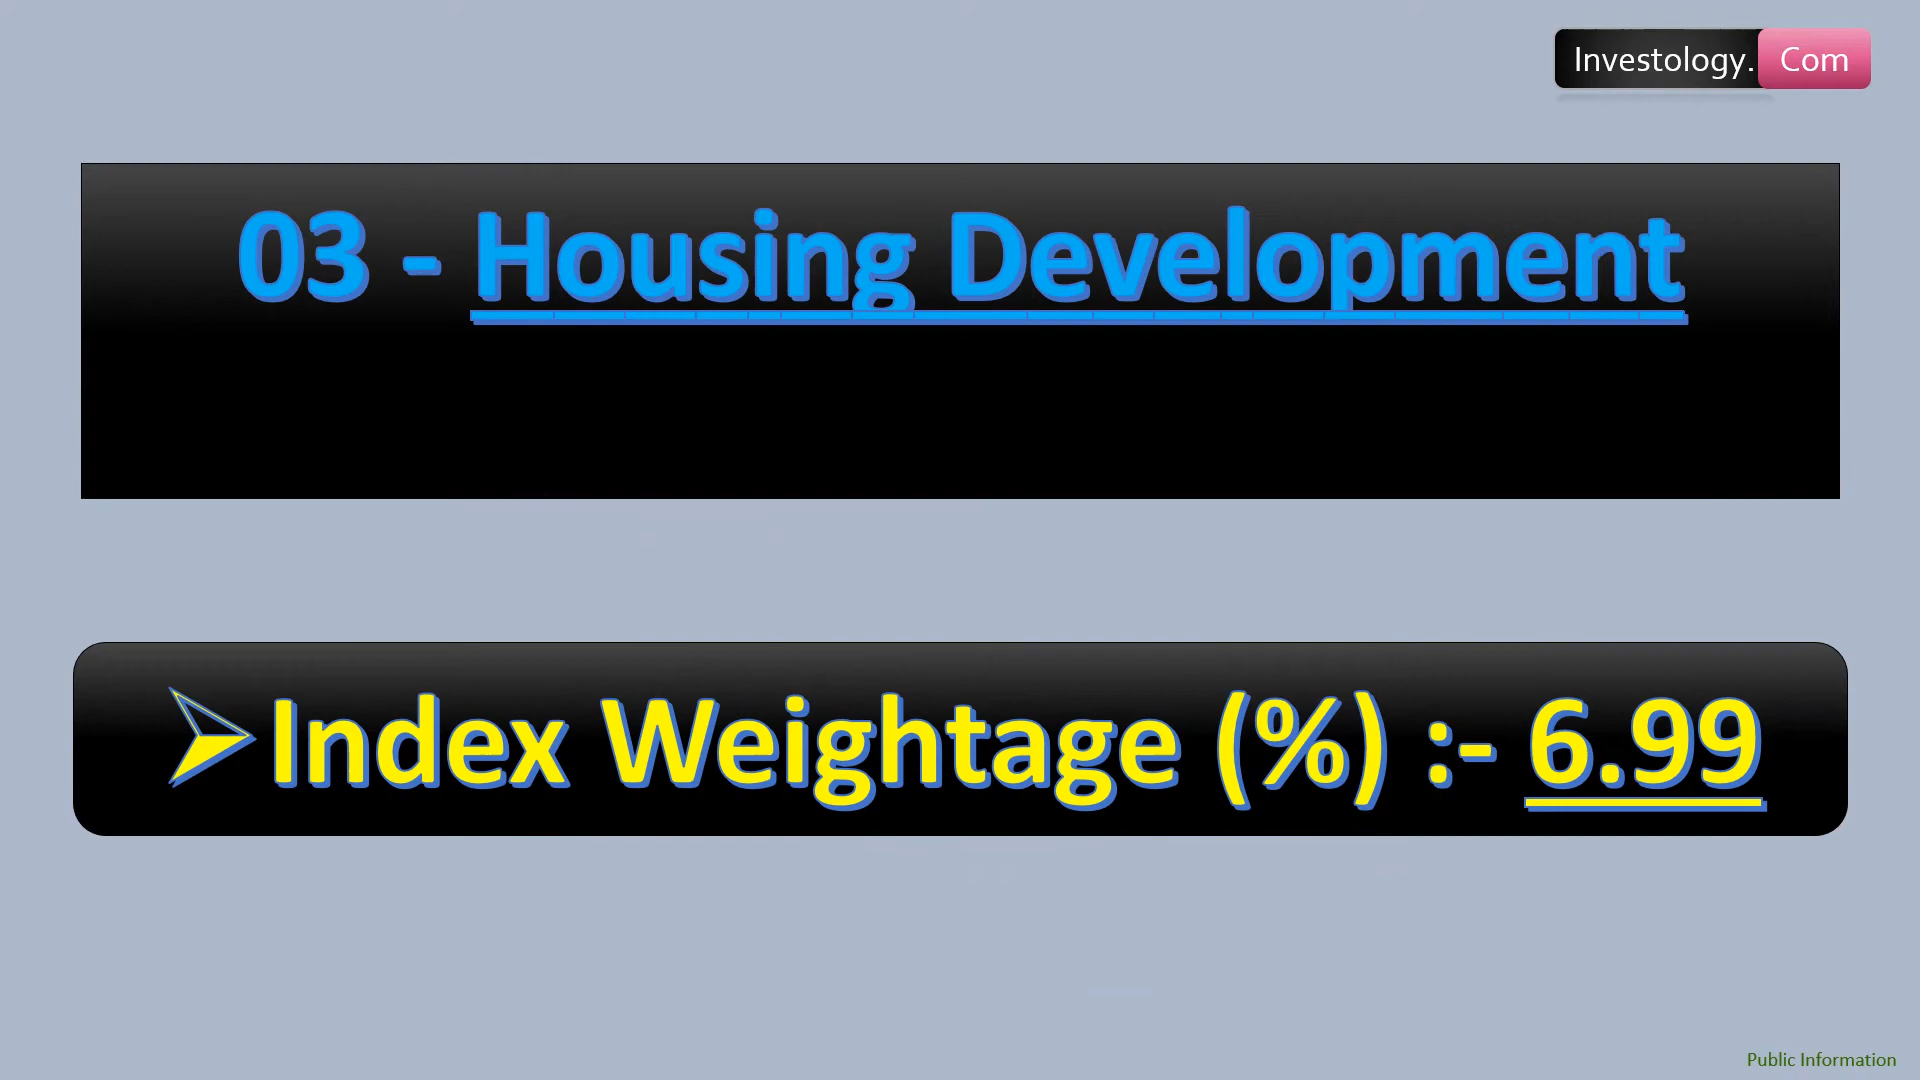 Investology. Com
03 - Housing Development
➢Index Weightage (%) :- 6.99
Public Information